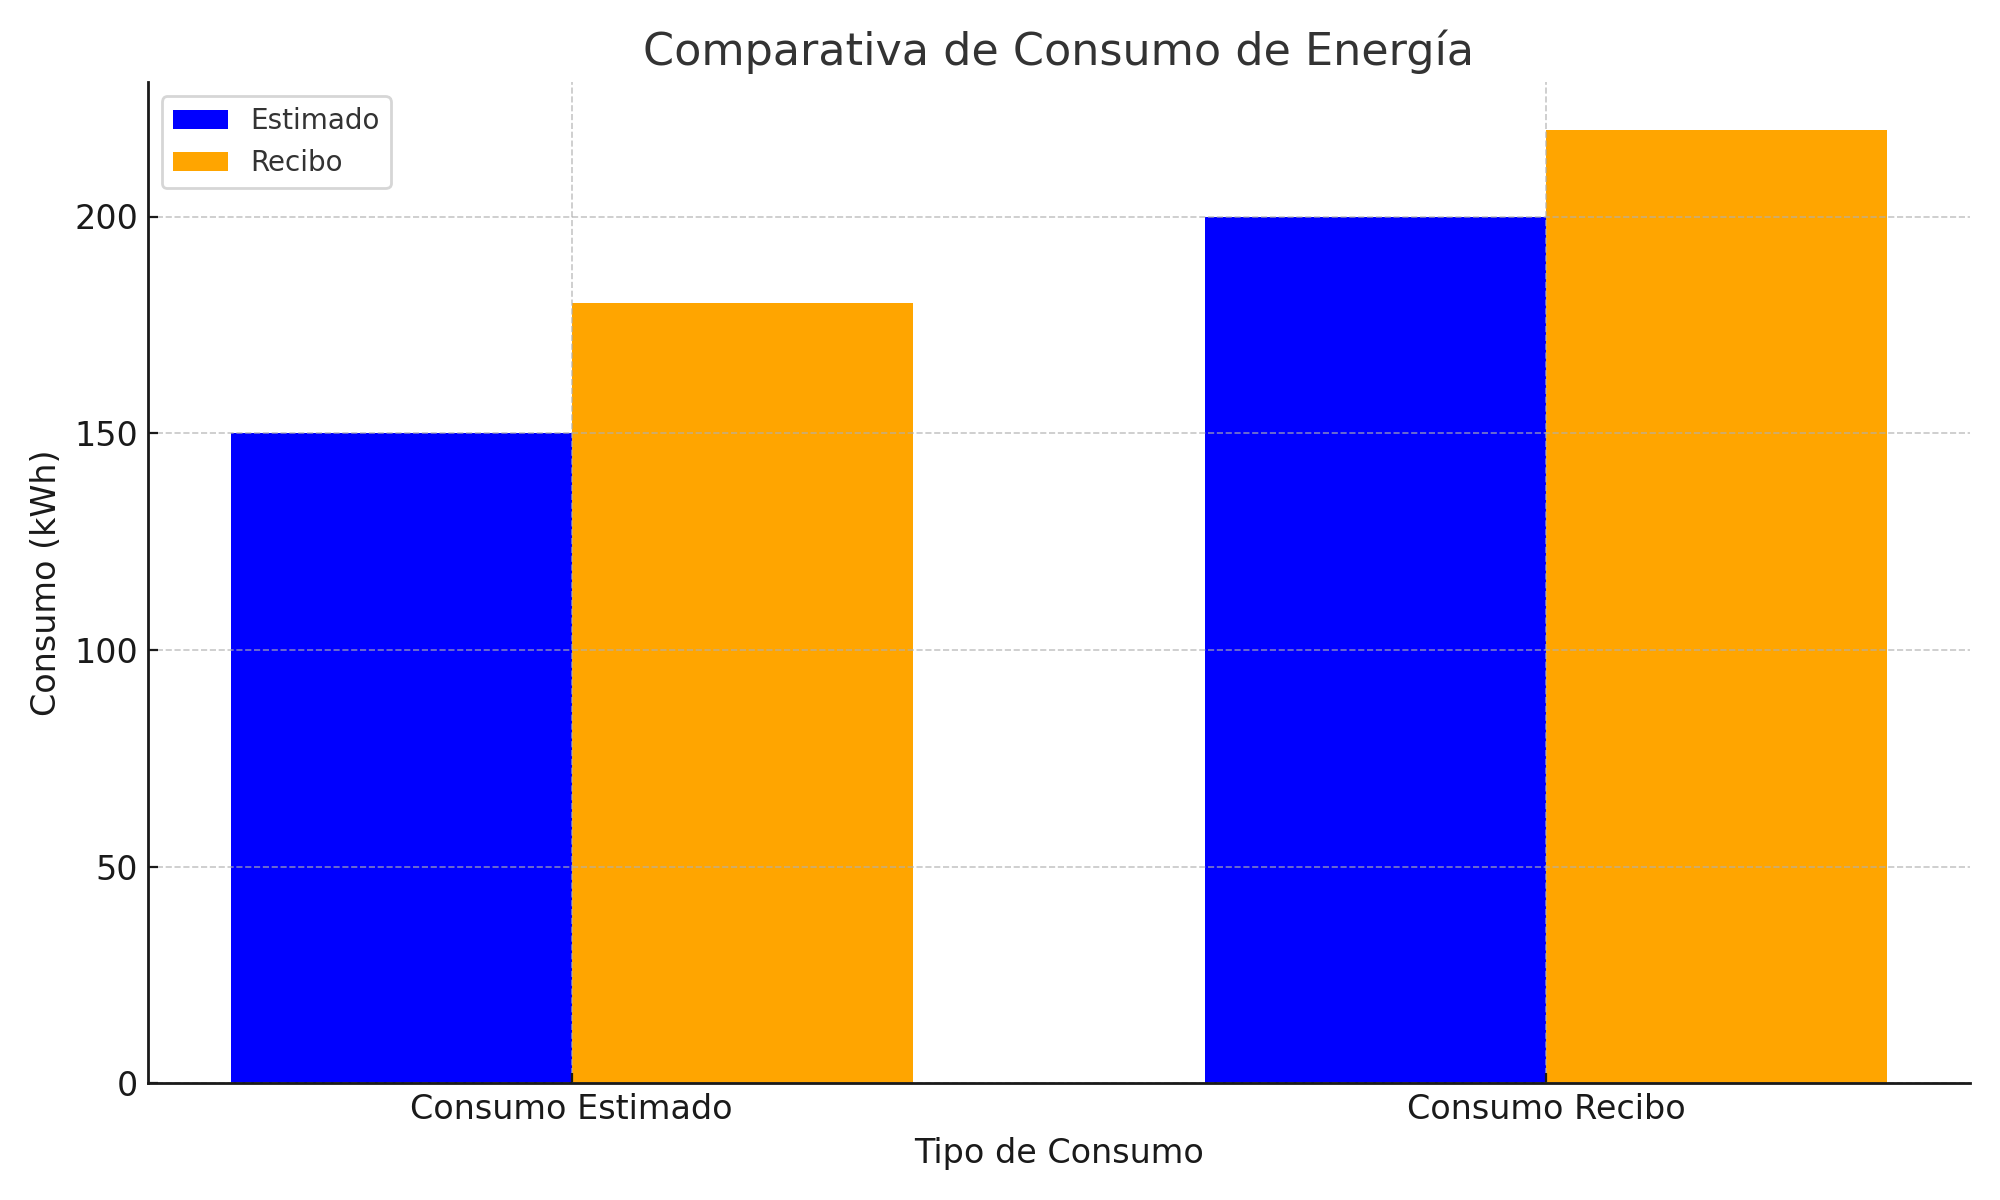 Comparativa de Consumo de Energía
Estimado
Recibo
200
150
100
50
0
Consumo (kWh)
Consumo Estimado
Consumo Recibo
Tipo de Consumo